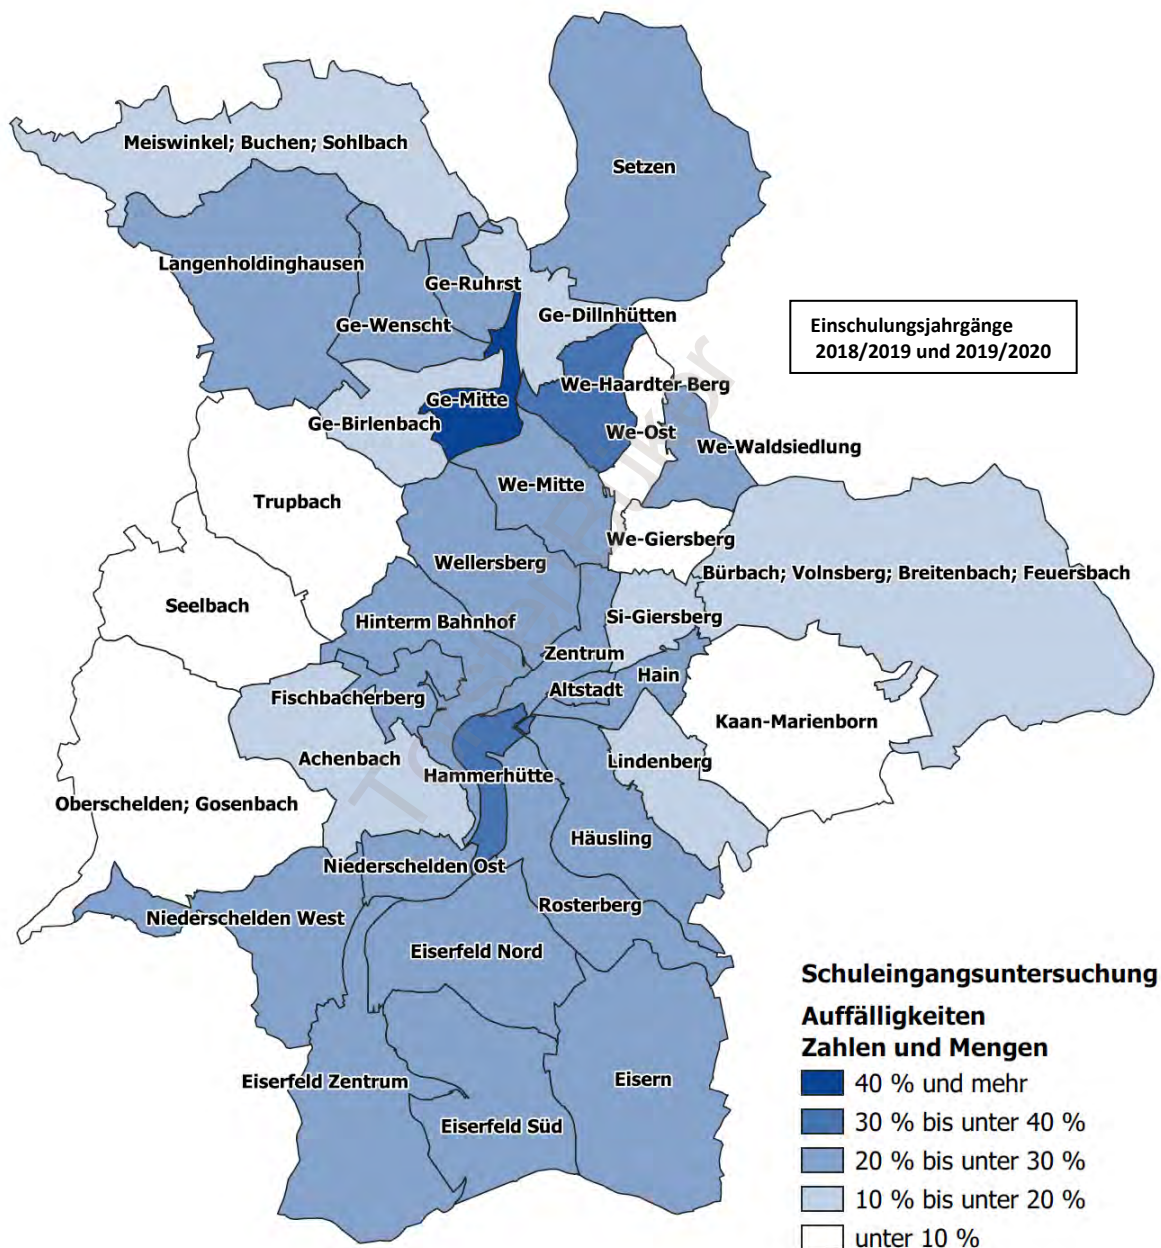 Setzen
Meiswinkel; Buchen; Sohlbach
Langenholdinghausen
Ge-Ruhrst
Ge-Dillnhütten
Ge-Wenscht
Einschulungsjahrgänge
2018/2019 und 2019/2020
We-Haardter Berg
Ge-Mitte
Ge-Birlenbach
We-Ost
We-Waldsiedlung
We-Mitte
Trupbach
We-Giersberg
Wellersberg
Bürbach; Volnsberg; Breitenbach; Feuersbach
Seelbach
Si-Giersberg
Hinterm Bahnhof
Zentrum
Hain
Altstadt
Fischbacherberg
Kaan-Marienborn
Achenbach
Lindenberg
Hammerhütte
Oberschelden; Gosenbach
Häusling
Niederschelden Ost
Rosterberg
Niederschelden West
Eiserfeld Nord
Eiserfeld Zentrum
Eisern
Eiserfeld Süd
Schuleingangsuntersuchung
Auffälligkeiten
Zahlen und Mengen
40 % und mehr
30 % bis unter 40 %
20 % bis unter 30 %
10 % bis unter 20 %
unter 10 %